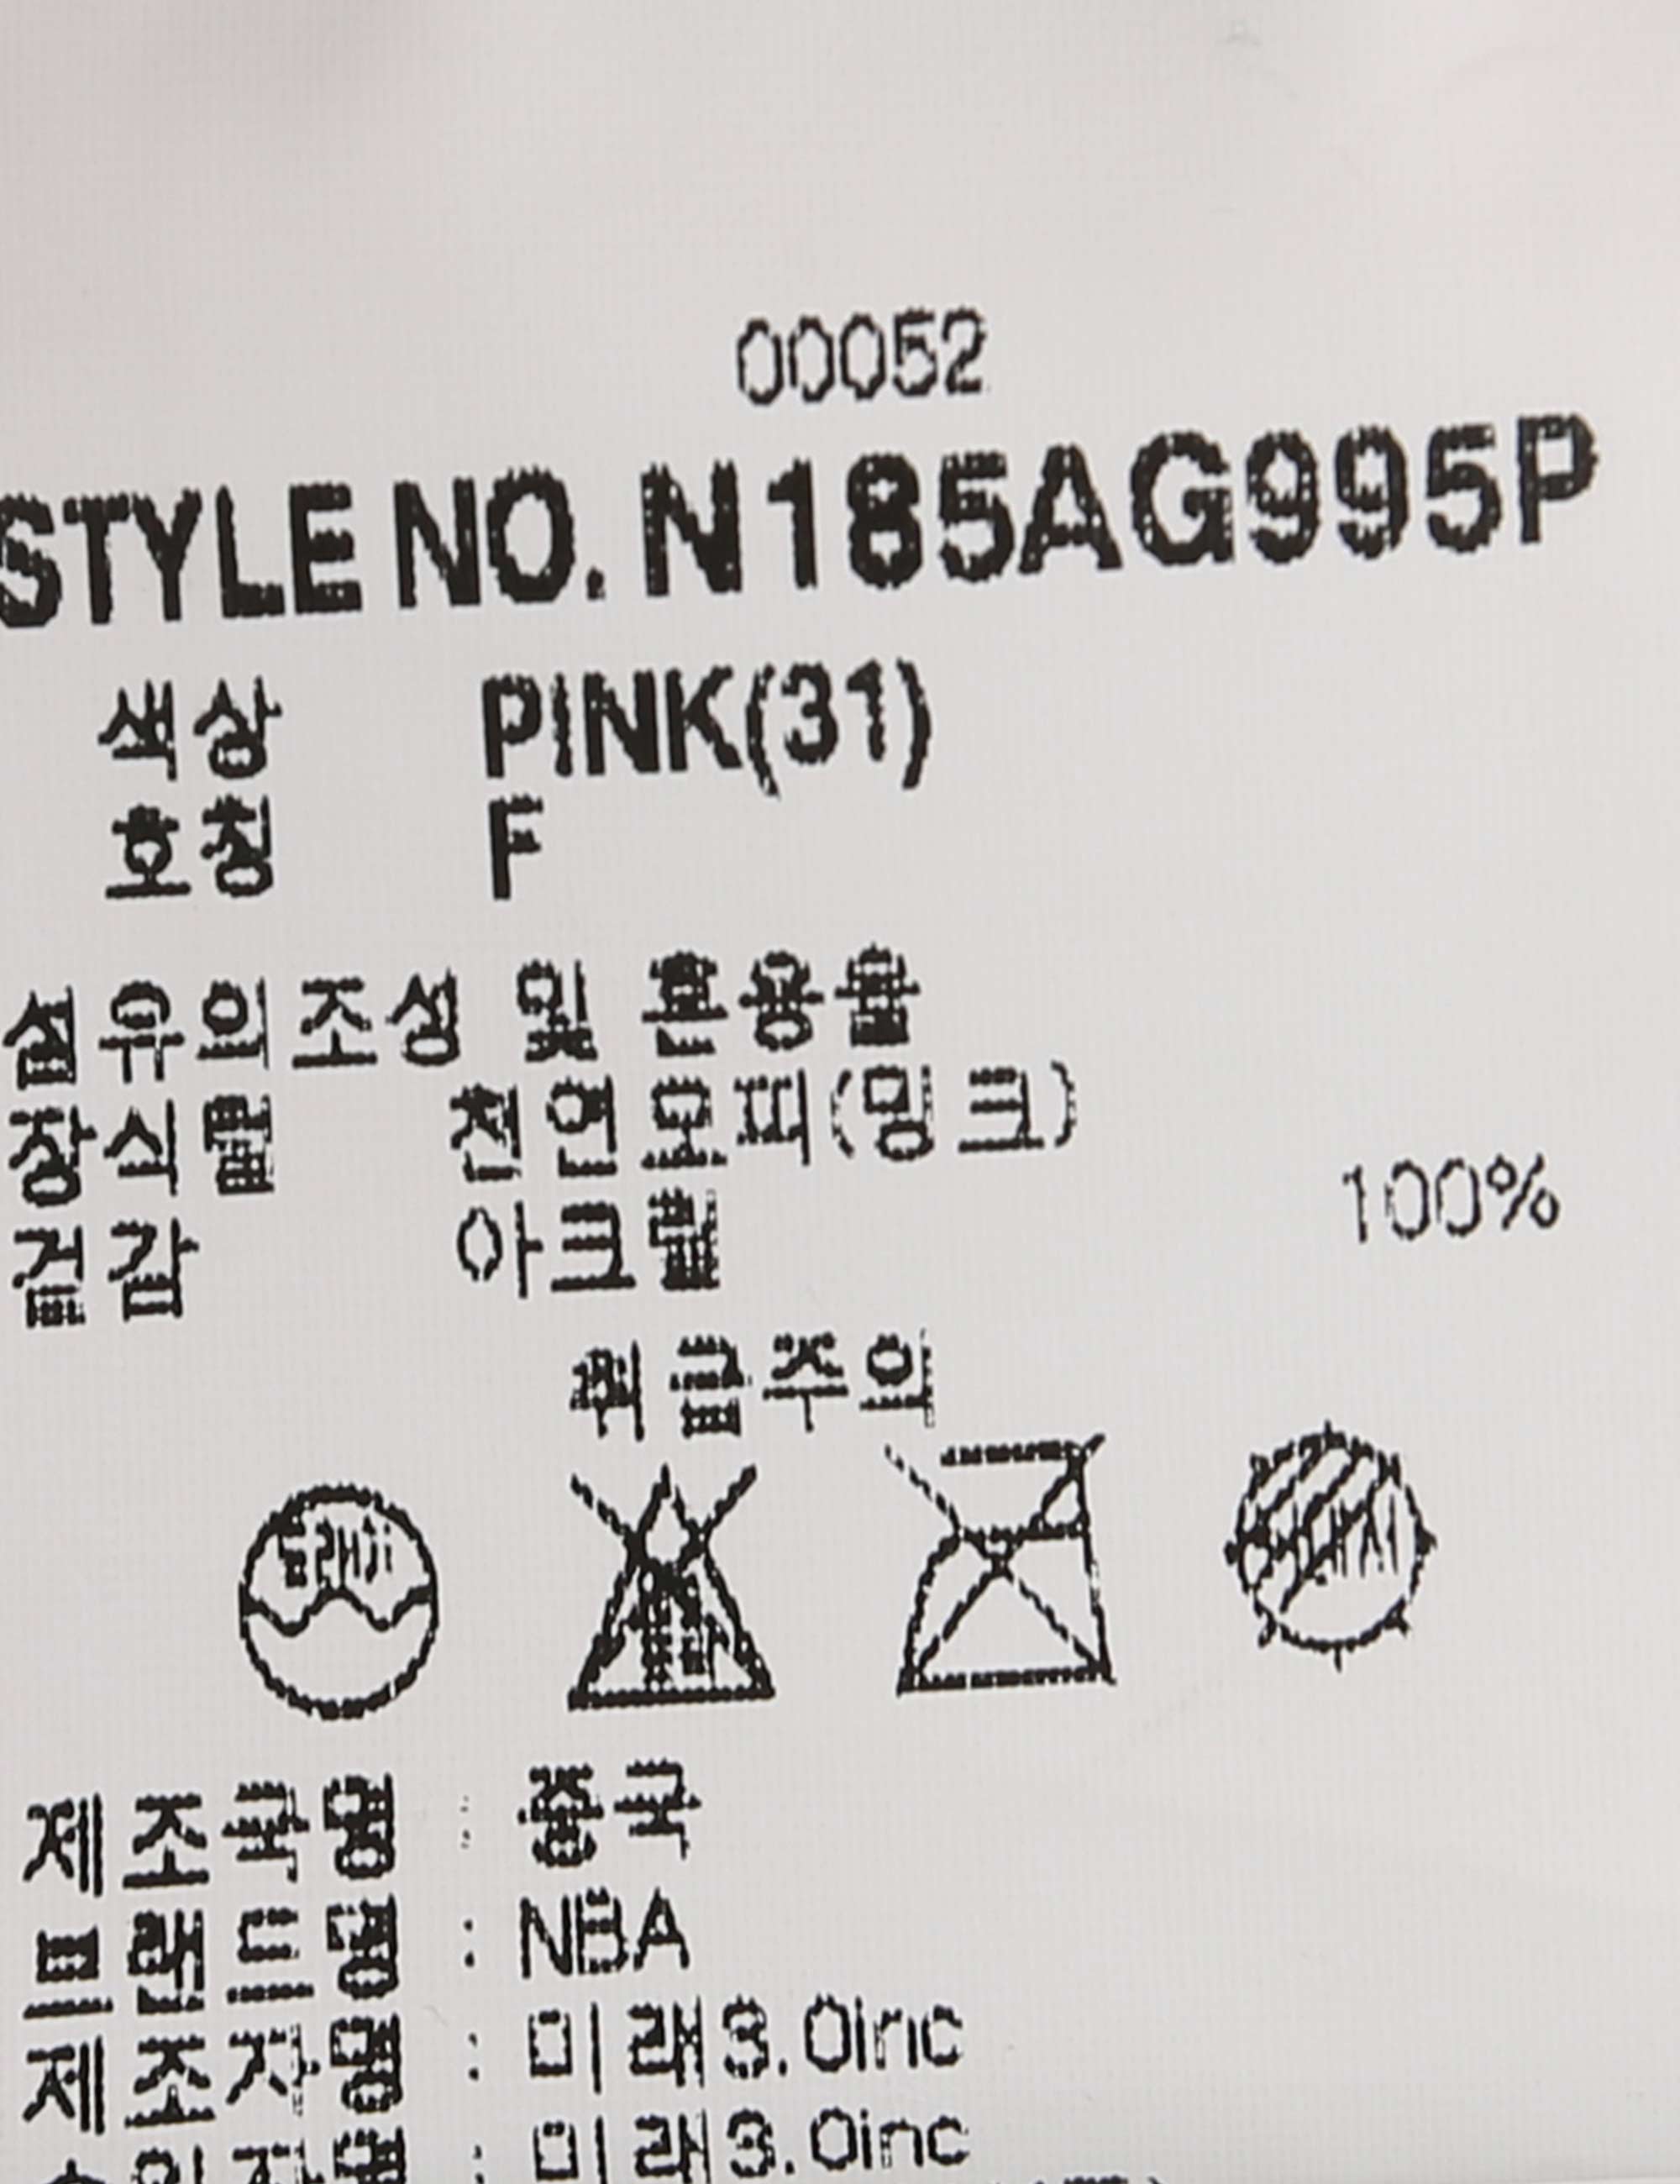 00052
STYLE NO. N185AG995P
색상 PINK(31)
호칭 F
섬유의 조성 및 혼용율
장식털 천연모피(밍크)
겉감 아크릴 100%
취급주의
제조국명 : 중국
브랜드명 : NBA
제조자명 : 미래3.0inc
미래3.0inc